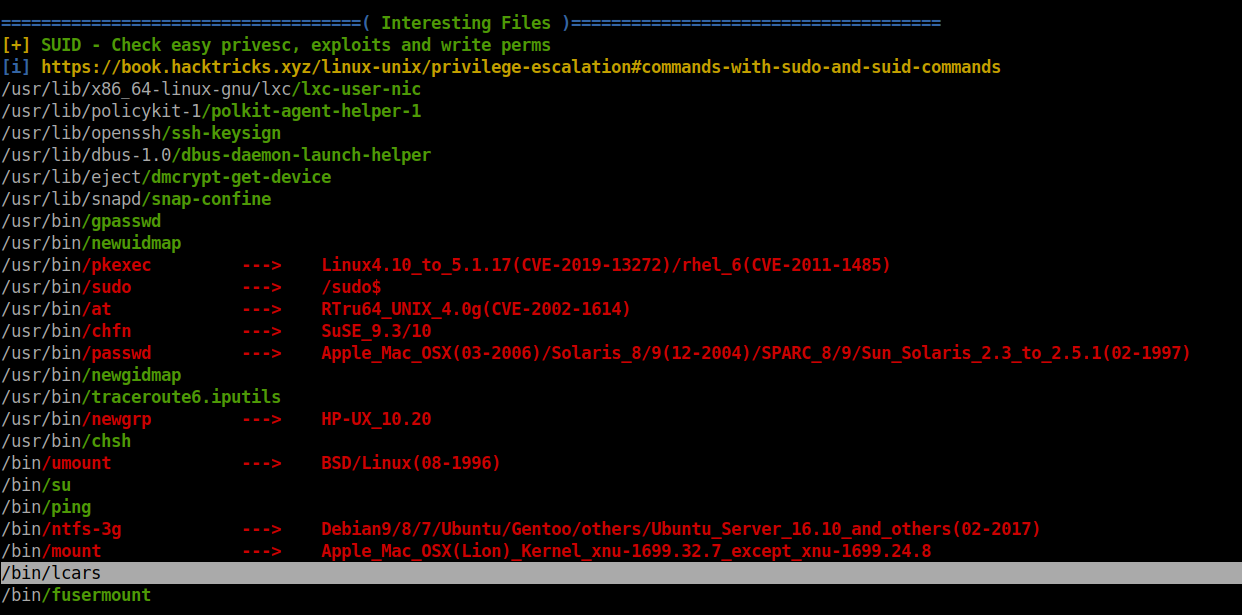 ====================================( Interesting Files )=====================================
[+] SUID - Check easy privesc, exploits and write perms
[i] https://book.hacktricks.xyz/linux-unix/privilege-escalation#commands-with-sudo-and-suid-commands
/usr/lib/x86_64-linux-gnu/lxc/lxc-user-nic
/usr/lib/policykit-1/polkit-agent-helper-1
/usr/lib/openssh/ssh-keysign
/usr/lib/dbus-1.0/dbus-daemon-launch-helper
/usr/lib/eject/dmcrypt-get-device
/usr/lib/snapd/snap-confine
/usr/bin/gpasswd
/usr/bin/newuidmap
/usr/bin/pkexec         --->    Linux4.10_to_5.1.17(CVE-2019-13272)/rhel_6(CVE-2011-1485)
/usr/bin/sudo           --->    /sudo$
/usr/bin/at             --->    RTru64_UNIX_4.0g(CVE-2002-1614)
/usr/bin/chfn           --->    SuSE_9.3/10
/usr/bin/passwd         --->    Apple_Mac_OSX(03-2006)/Solaris_8/9(12-2004)/SPARC_8/9/Sun_Solaris_2.3_to_2.5.1(02-1997)
/usr/bin/newgidmap
/usr/bin/traceroute6.iputils
/usr/bin/newgrp         --->    HP-UX_10.20
/usr/bin/chsh
/bin/umount             --->    BSD/Linux(08-1996)
/bin/su
/bin/ping
/bin/ntfs-3g            --->    Debian9/8/7/Ubuntu/Gentoo/others/Ubuntu_Server_16.10_and_others(02-2017)
/bin/mount              --->    Apple_Mac_OSX(Lion)_Kernel_xnu-1699.32.7_except_xnu-1699.24.8
/bin/lcars
/bin/fusermount